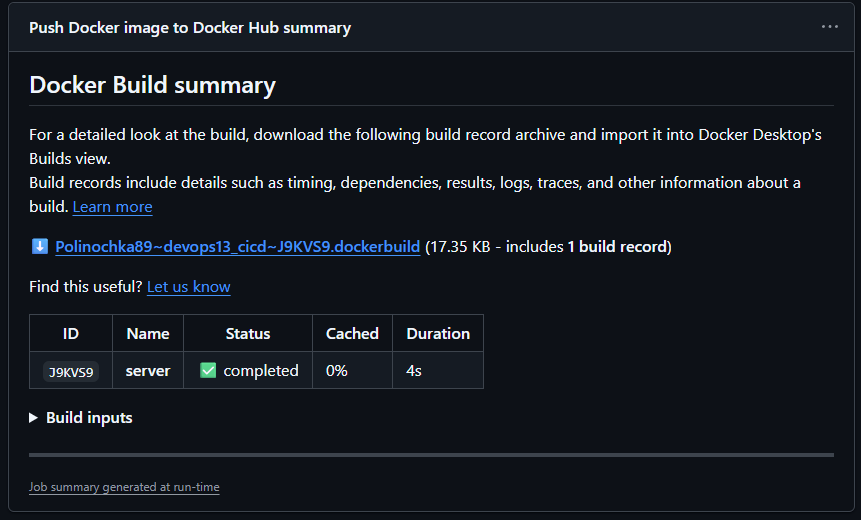 Push Docker image to Docker Hub summary
...
Docker Build summary
For a detailed look at the build, download the following build record archive and import it into Docker Desktop's
Builds view.
Build records include details such as timing, dependencies, results, logs, traces, and other information about a
build. Learn more
Polinochka89~devops13_cicd~J9KVS9.dockerbuild (17.35 KB - includes 1 build record)
Find this useful? Let us know
ID Name Status Cached Duration
J9KVS9 server completed 0% 4s
Build inputs
Job summary generated at run-time